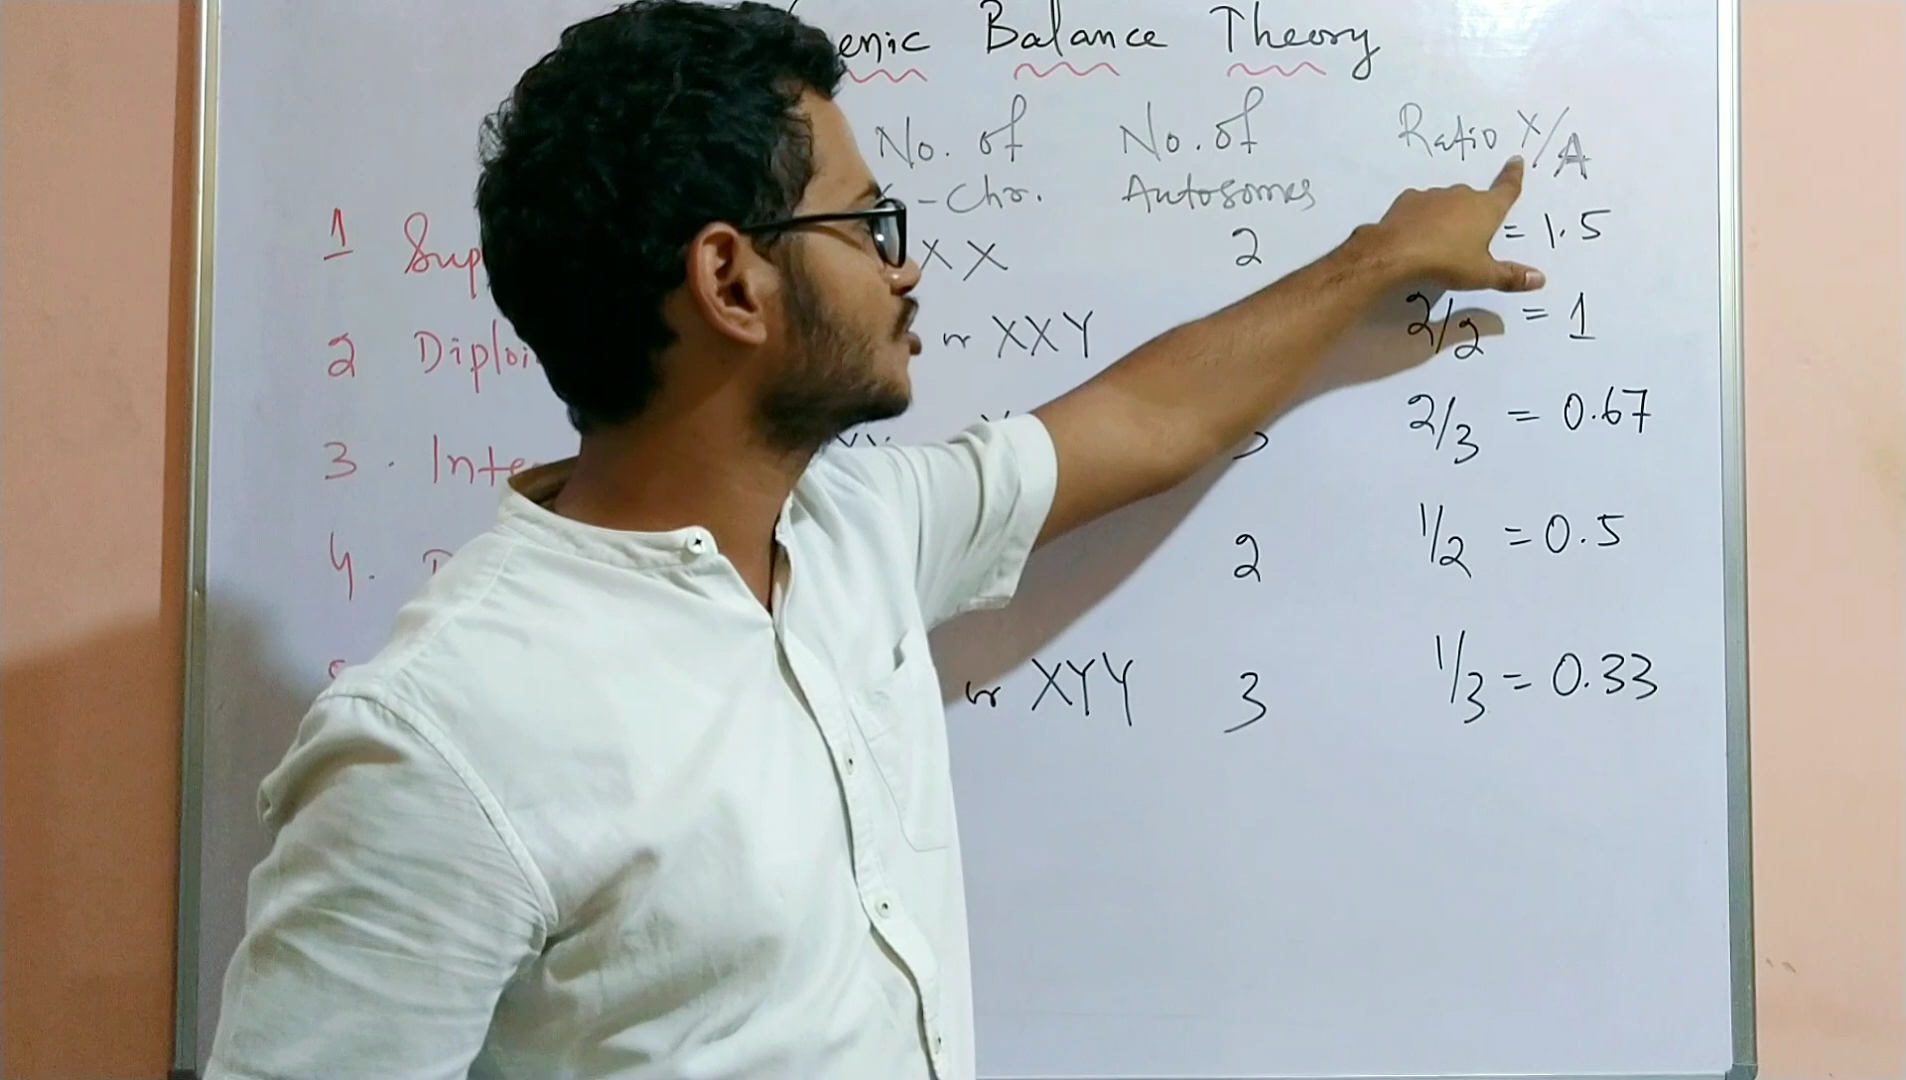 enic Balance Theory
No. of No. of Ratio X/A
-Chr. Autosomes
1 Sup XX 2 = 1.5
2 Diploi or XXY 2/2 = 1
3. Inte 2/3 = 0.67
4. 2 1/2 = 0.5
or XYY 3 1/3 = 0.33